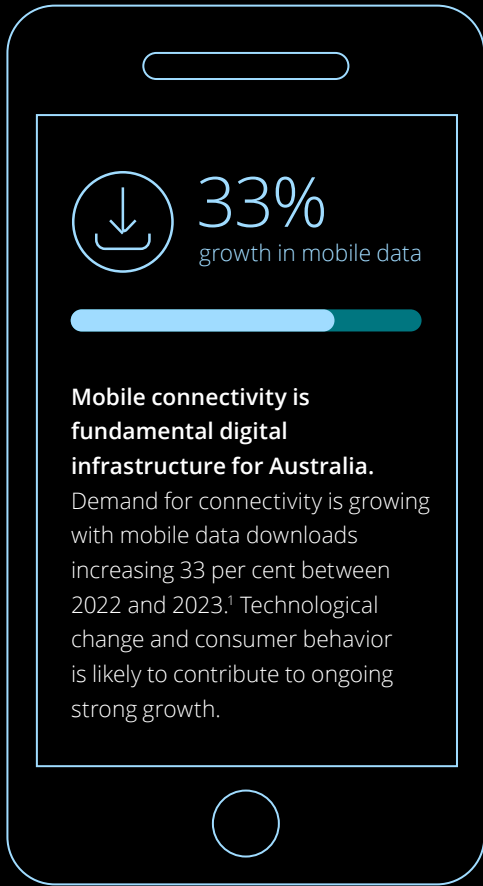 33%
growth in mobile data
Mobile connectivity is
fundamental digital
infrastructure for Australia.
Demand for connectivity is growing
with mobile data downloads
increasing 33 per cent between
2022 and 2023.¹ Technological
change and consumer behavior
is likely to contribute to ongoing
strong growth.